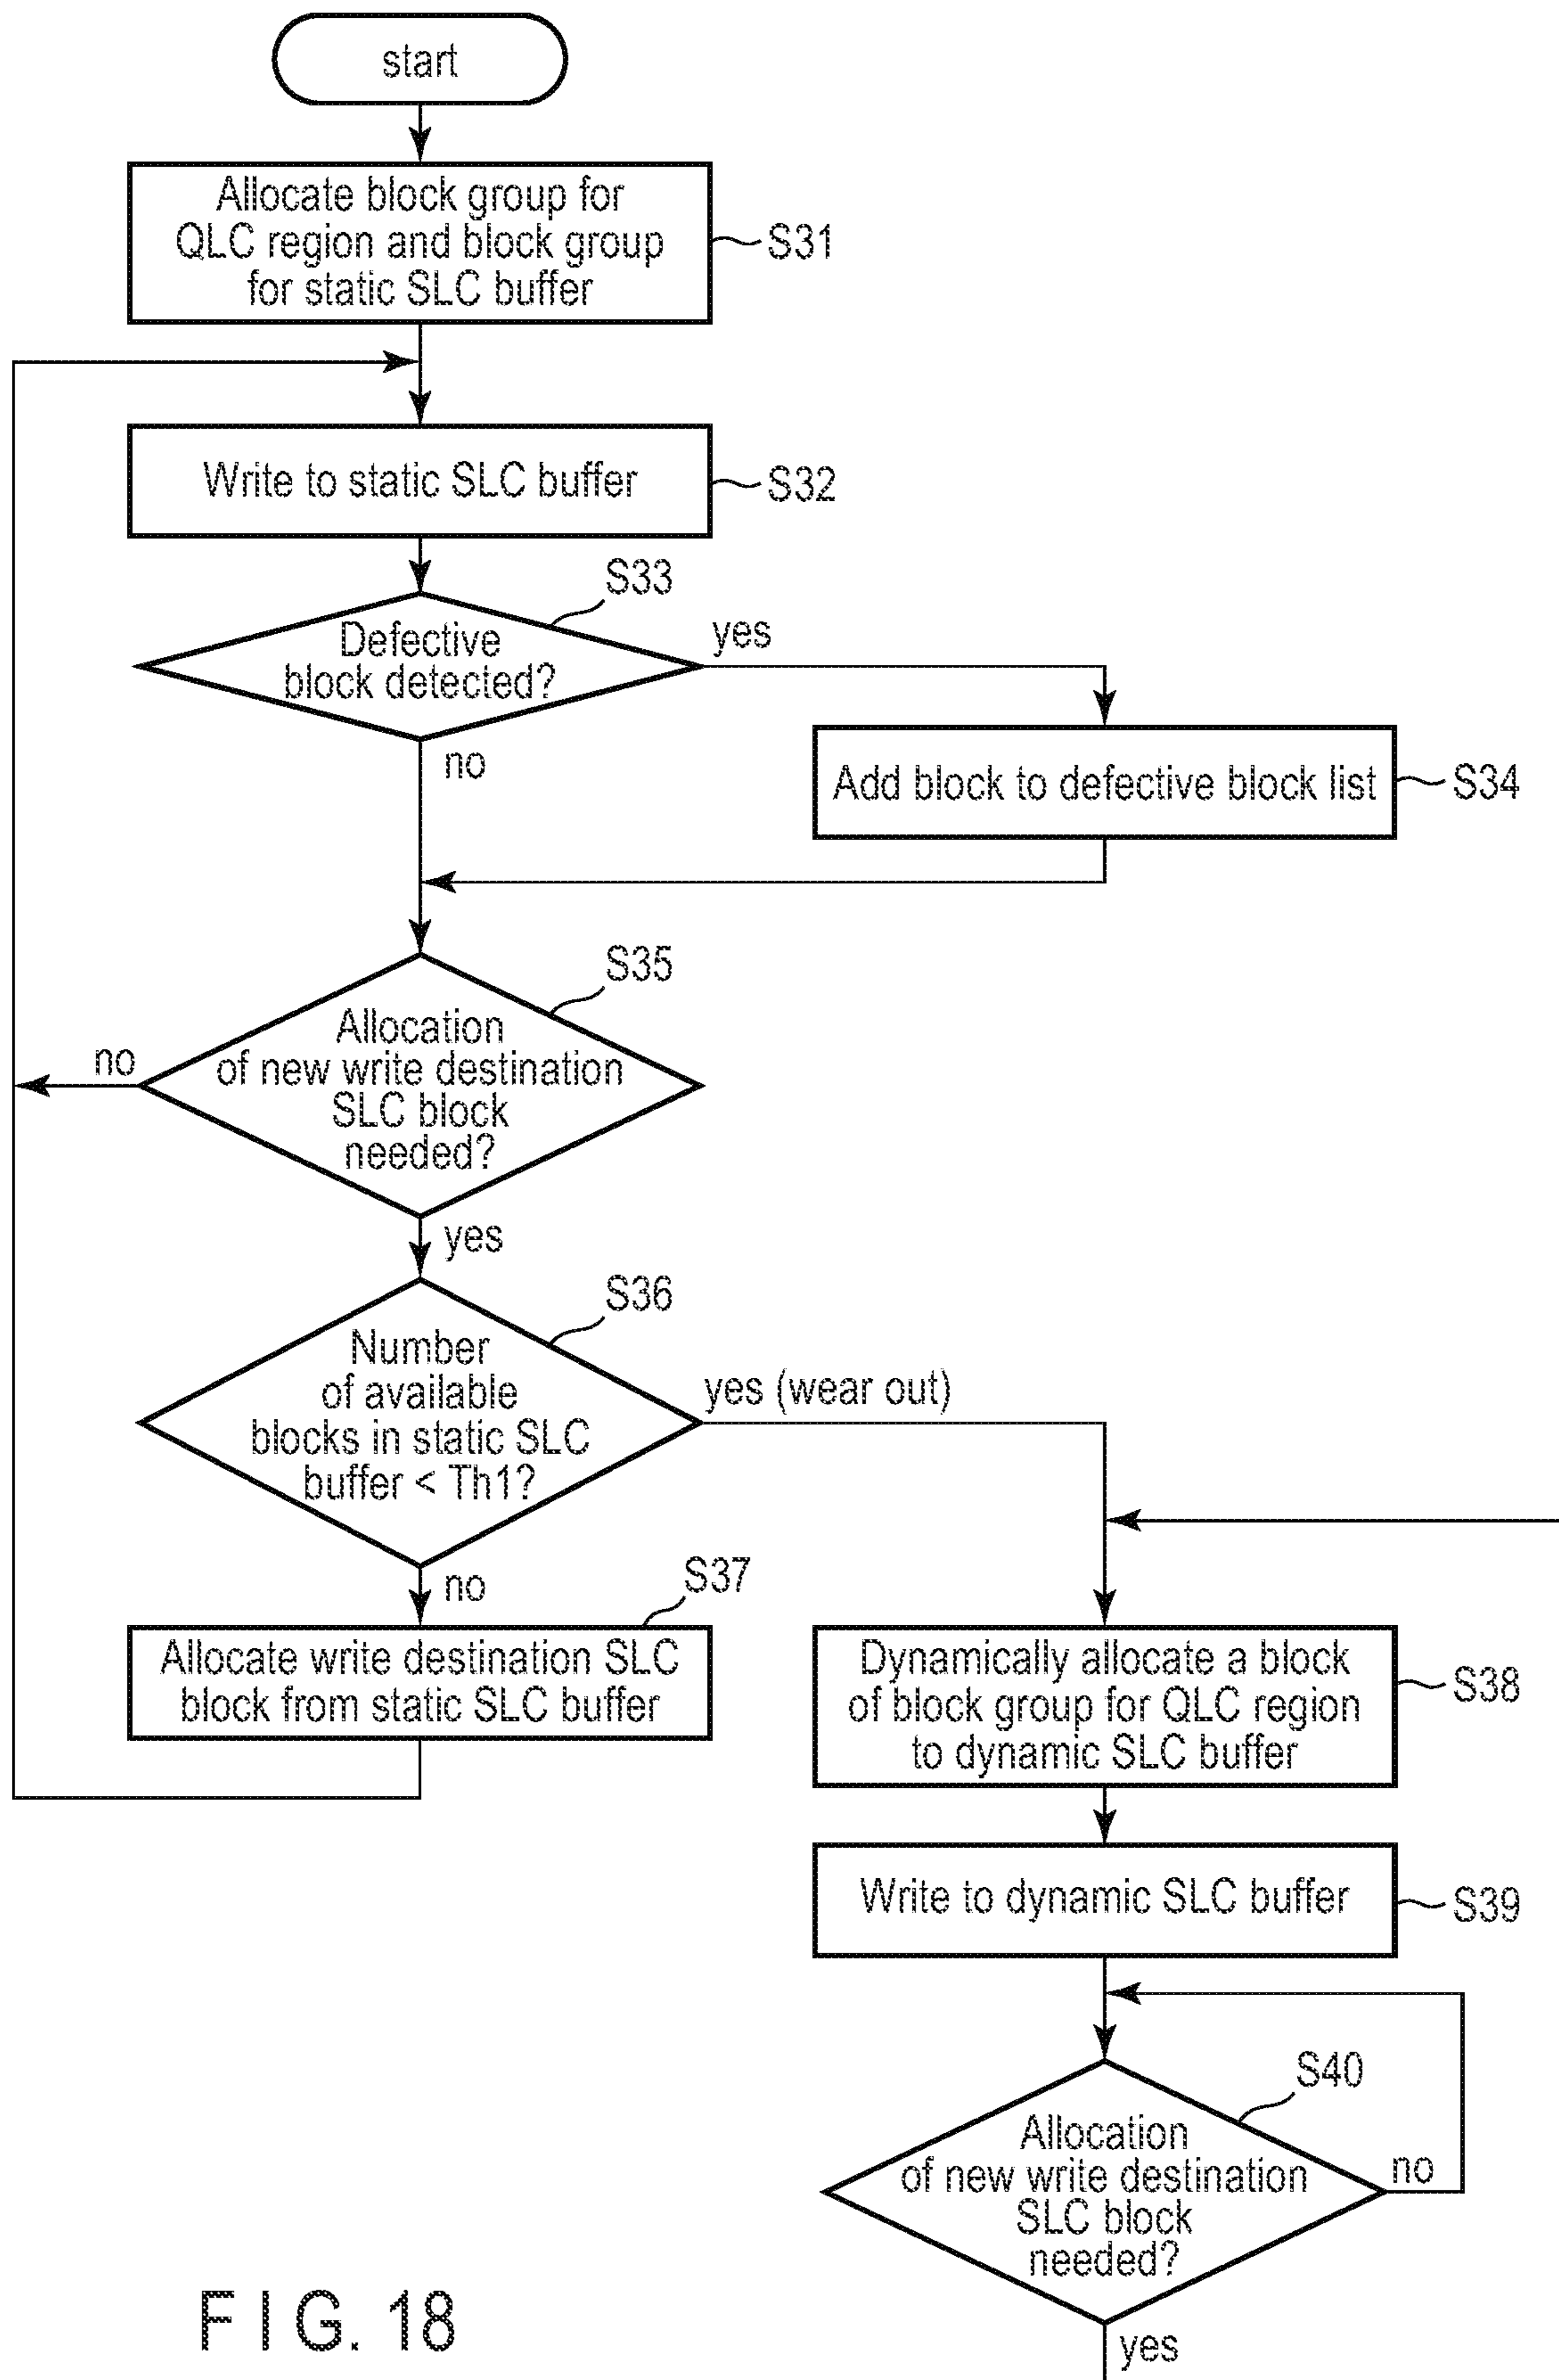 start
Allocate block group for
QLC region and block group
for static SLC buffer
S31
Write to static SLC buffer
S32
S33
Defective
block detected?
yes
no
Add block to defective block list
S34
S35
Allocation
of new write destination
SLC block
needed?
no
yes
S36
Number
of available
blocks in static SLC
buffer < Th1?
yes (wear out)
no
S37
Allocate write destination SLC
block from static SLC buffer
Dynamically allocate a block
of block group for QLC region
to dynamic SLC buffer
S38
Write to dynamic SLC buffer
S39
S40
Allocation
of new write destination
SLC block
needed?
no
yes
FIG. 18